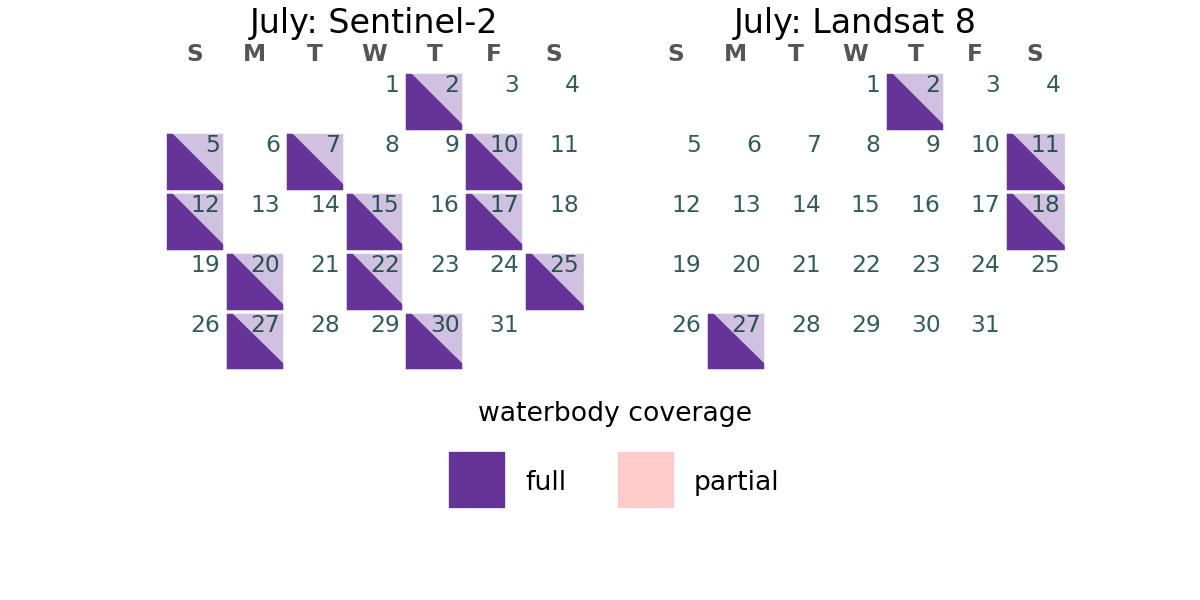 July: Sentinel-2
S M T W T F S
1 2 3 4
5 6 7 8 9 10 11
12 13 14 15 16 17 18
19 20 21 22 23 24 25
26 27 28 29 30 31
July: Landsat 8
S M T W T F S
1 2 3 4
5 6 7 8 9 10 11
12 13 14 15 16 17 18
19 20 21 22 23 24 25
26 27 28 29 30 31
waterbody coverage
full
partial